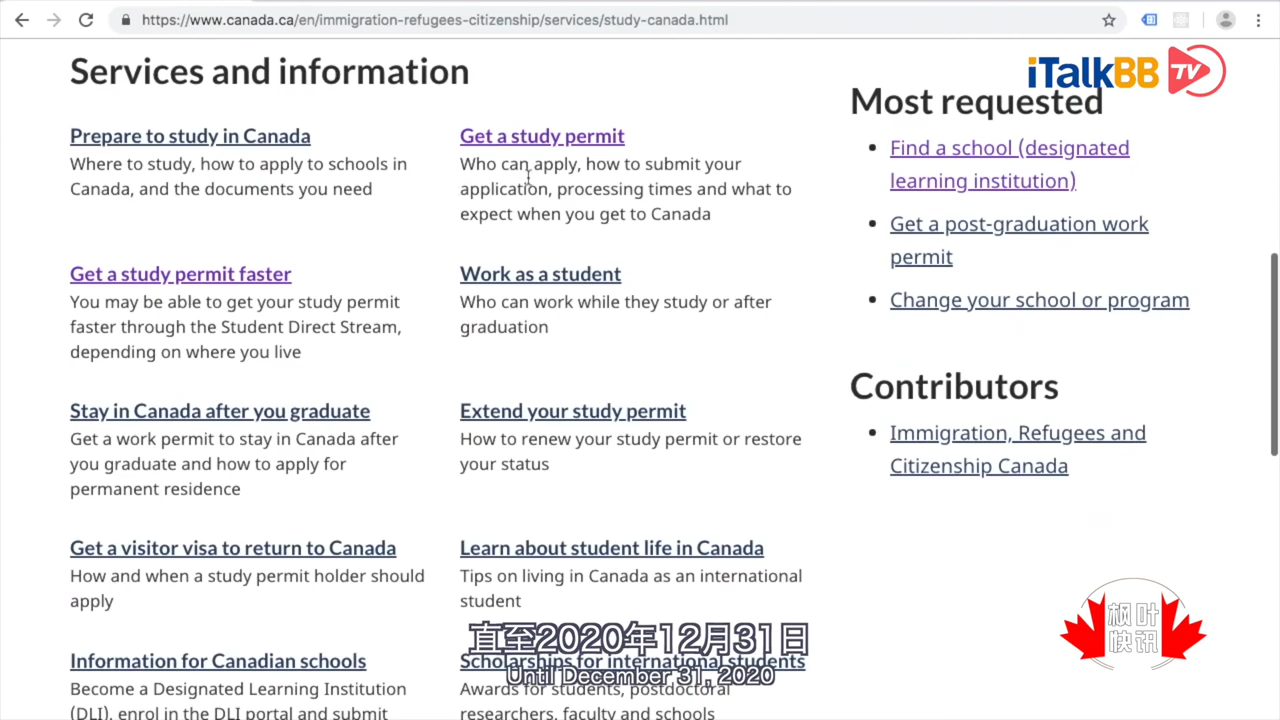 https://www.canada.ca/en/immigration-refugees-citizenship/services/study-canada.html
iTalkBB TV
Services and information
Prepare to study in Canada
Where to study, how to apply to schools in
Canada, and the documents you need
Get a study permit
Who can apply, how to submit your
application, processing times and what to
expect when you get to Canada
Get a study permit faster
You may be able to get your study permit
faster through the Student Direct Stream,
depending on where you live
Work as a student
Who can work while they study or after
graduation
Stay in Canada after you graduate
Get a work permit to stay in Canada after
you graduate and how to apply for
permanent residence
Extend your study permit
How to renew your study permit or restore
your status
Get a visitor visa to return to Canada
How and when a study permit holder should
apply
Learn about student life in Canada
Tips on living in Canada as an international
student
Information for Canadian schools
Become a Designated Learning Institution
(DLI), enrol in the DLI portal and submit
Scholarships for international students
Awards for students, postdoctoral
researchers, faculty and schools
Most requested
Find a school (designated
learning institution)
Get a post-graduation work
permit
Change your school or program
Contributors
Immigration, Refugees and
Citizenship Canada
枫叶
快讯
直至2020年12月31日
Until December 31, 2020